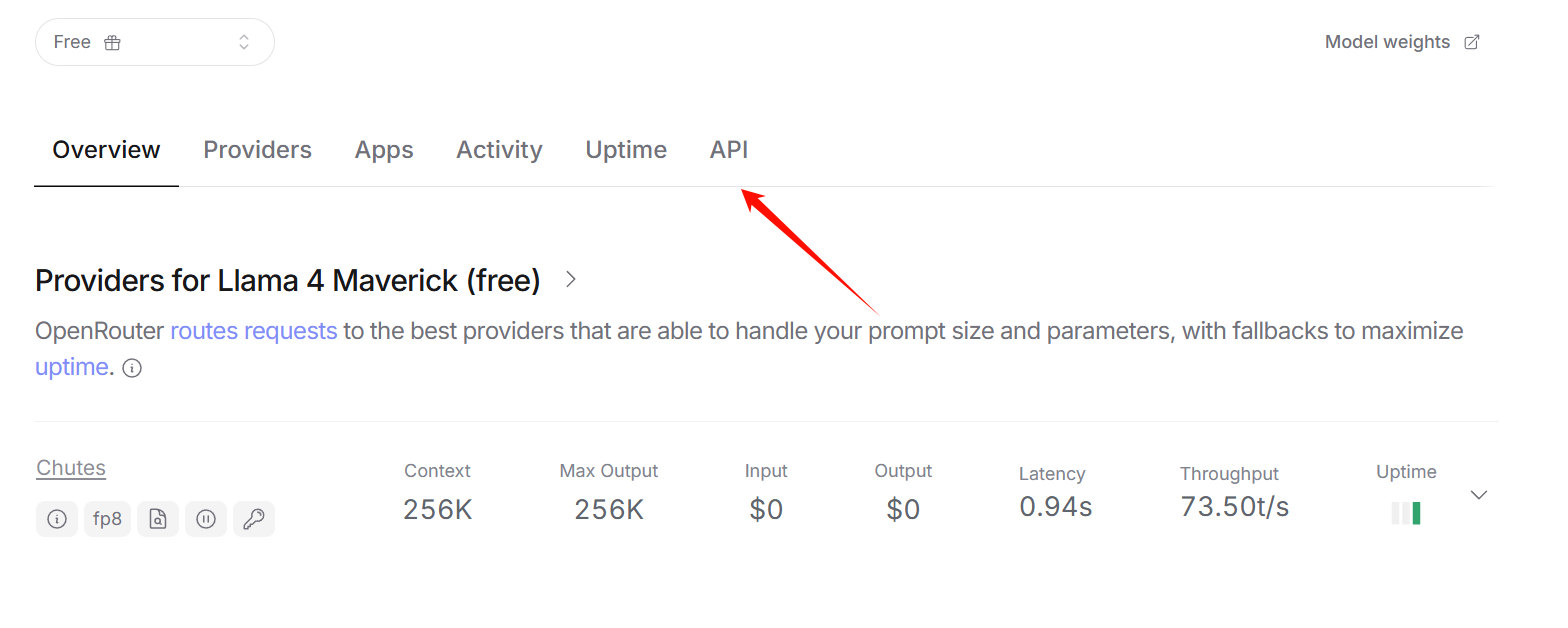 Free
Model weights
Overview Providers Apps Activity Uptime API
Providers for Llama 4 Maverick (free)
OpenRouter routes requests to the best providers that are able to handle your prompt size and parameters, with fallbacks to maximize
uptime.
Chutes Context Max Output Input Output Latency Throughput Uptime
fp8 256K 256K $0 $0 0.94s 73.50t/s